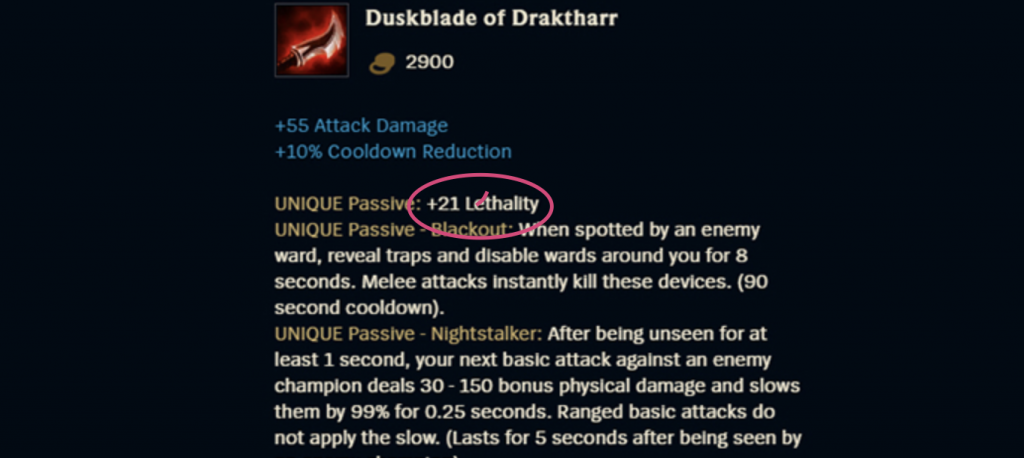 Duskblade of Draktharr
2900
+55 Attack Damage
+10% Cooldown Reduction
UNIQUE Passive: +21 Lethality
UNIQUE Passive - Blackout: When spotted by an enemy
ward, reveal traps and disable wards around you for 8
seconds. Melee attacks instantly kill these devices. (90
second cooldown).
UNIQUE Passive - Nightstalker: After being unseen for at
least 1 second, your next basic attack against an enemy
champion deals 30 - 150 bonus physical damage and slows
them by 99% for 0.25 seconds. Ranged basic attacks do
not apply the slow. (Lasts for 5 seconds after being seen by